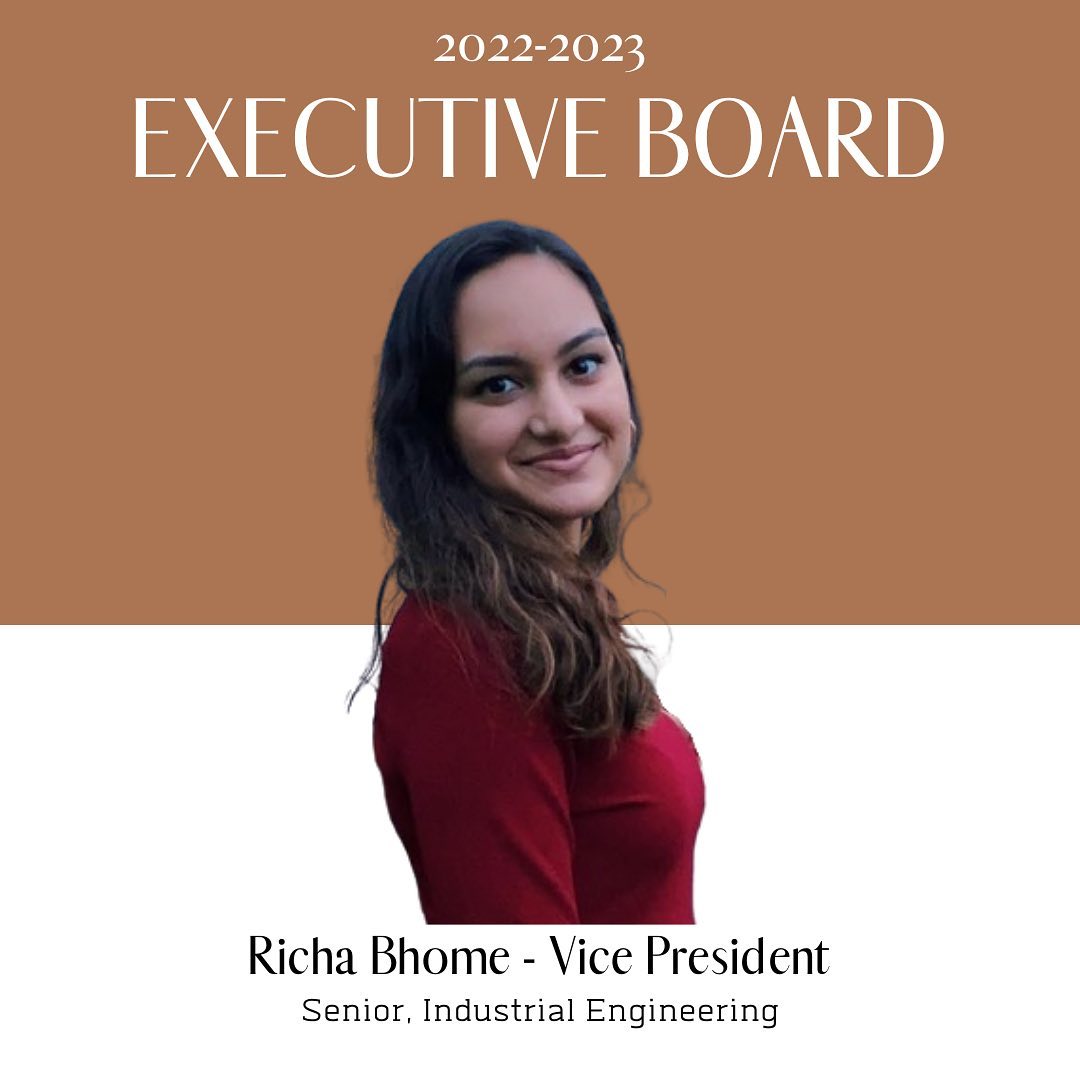 2022-2023
EXECUTIVE BOARD
Richa Bhome - Vice President
Senior, Industrial Engineering